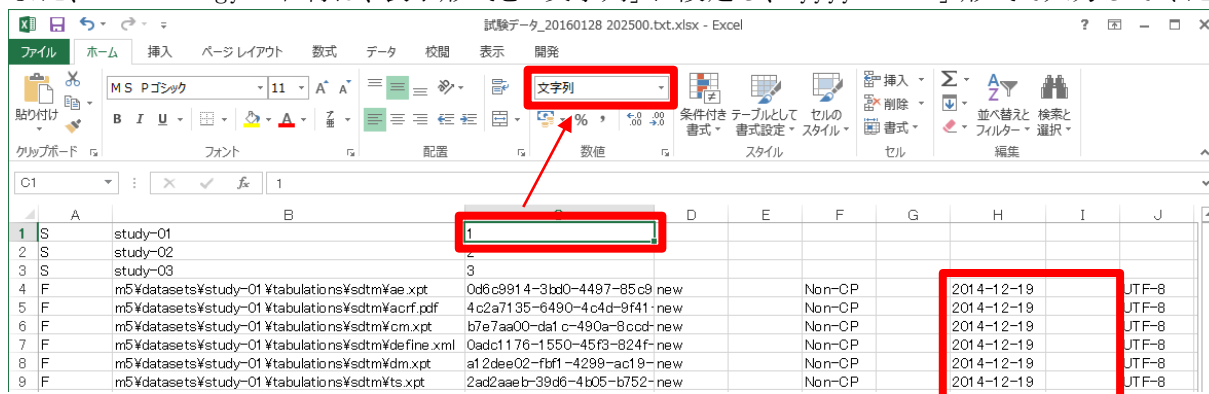 試験データ_20160128 202500.txt.xlsx - Excel
ファイル ホーム 挿入 ページ レイアウト 数式 データ 校閲 表示 開発
貼り付け
MS Pゴシック 11 A A
文字列
B I U A
% , .0 .00 .00 .0
条件付き書式 テーブルとして書式設定 セルのスタイル
挿入 削除 書式
Σ A Z 並べ替えとフィルター 検索と選択
クリップボード フォント 配置 数値 スタイル セル 編集
C1 fx 1
A B D E F G H I J
1 S study-01 1
2 S study-02
3 S study-03 3
4 F m5¥datasets¥study-01¥tabulations¥sdtm¥ae.xpt 0d6c9914-3bd0-4497-85c9 new Non-CP 2014-12-19 UTF-8
5 F m5¥datasets¥study-01¥tabulations¥sdtm¥acrf.pdf 4c2a7135-6490-4c4d-9f41- new Non-CP 2014-12-19 UTF-8
6 F m5¥datasets¥study-01¥tabulations¥sdtm¥cm.xpt b7e7aa00-da1c-490a-8ccd- new Non-CP 2014-12-19 UTF-8
7 F m5¥datasets¥study-01¥tabulations¥sdtm¥define.xml 0adc1176-1550-45f3-824f- new Non-CP 2014-12-19 UTF-8
8 F m5¥datasets¥study-01¥tabulations¥sdtm¥dm.xpt a12dee02-fbf1-4299-ac19- new Non-CP 2014-12-19 UTF-8
9 F m5¥datasets¥study-01¥tabulations¥sdtm¥ts.xpt 2ad2aaeb-39d6-4b05-b752- new Non-CP 2014-12-19 UTF-8